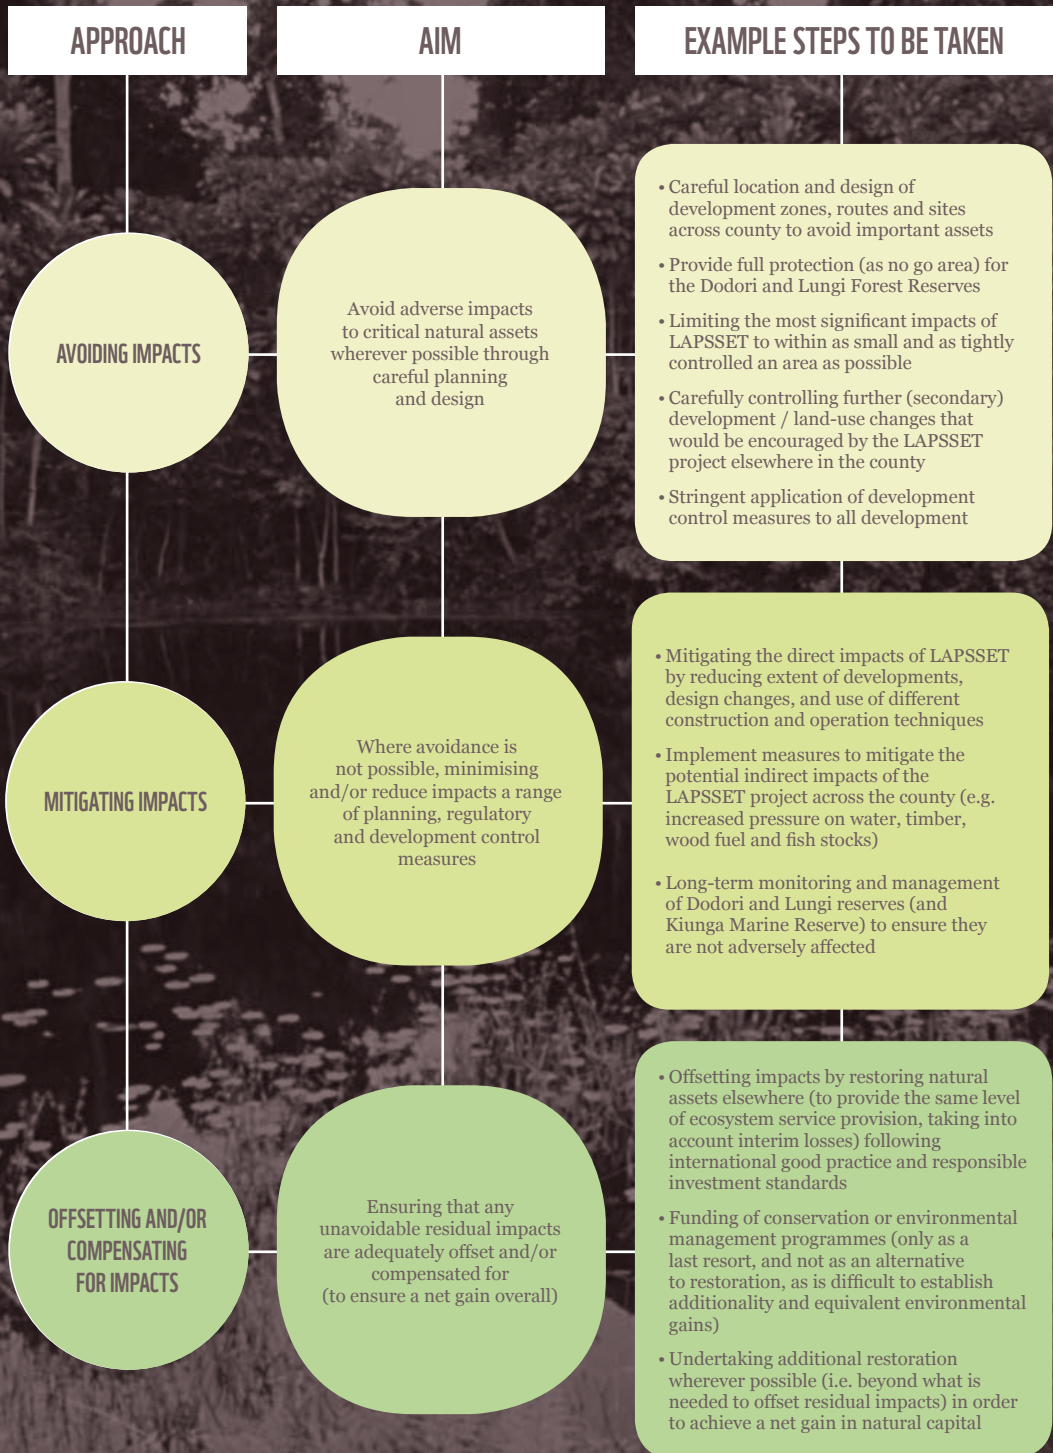 APPROACH
AIM
EXAMPLE STEPS TO BE TAKEN
AVOIDING IMPACTS
Avoid adverse impacts
to critical natural assets
wherever possible through
careful planning
and design
• Careful location and design of
development zones, routes and sites
across county to avoid important assets
• Provide full protection (as no go area) for
the Dodori and Lungi Forest Reserves
• Limiting the most significant impacts of
LAPSSET to within as small and as tightly
controlled an area as possible
• Carefully controlling further (secondary)
development / land-use changes that
would be encouraged by the LAPSSET
project elsewhere in the county
• Stringent application of development
control measures to all development
MITIGATING IMPACTS
Where avoidance is
not possible, minimising
and/or reduce impacts a range
of planning, regulatory
and development control
measures
• Mitigating the direct impacts of LAPSSET
by reducing extent of developments,
design changes, and use of different
construction and operation techniques
• Implement measures to mitigate the
potential indirect impacts of the
LAPSSET project across the county (e.g.
increased pressure on water, timber,
wood fuel and fish stocks)
• Long-term monitoring and management
of Dodori and Lungi reserves (and
Kiunga Marine Reserve) to ensure they
are not adversely affected
OFFSETTING AND/OR
COMPENSATING
FOR IMPACTS
Ensuring that any
unavoidable residual impacts
are adequately offset and/or
compensated for
(to ensure a net gain overall)
• Offsetting impacts by restoring natural
assets elsewhere (to provide the same level
of ecosystem service provision, taking into
account interim losses) following
international good practice and responsible
investment standards
• Funding of conservation or environmental
management programmes (only as a
last resort, and not as an alternative
to restoration, as is difficult to establish
additionality and equivalent environmental
gains)
• Undertaking additional restoration
wherever possible (i.e. beyond what is
needed to offset residual impacts) in order
to achieve a net gain in natural capital